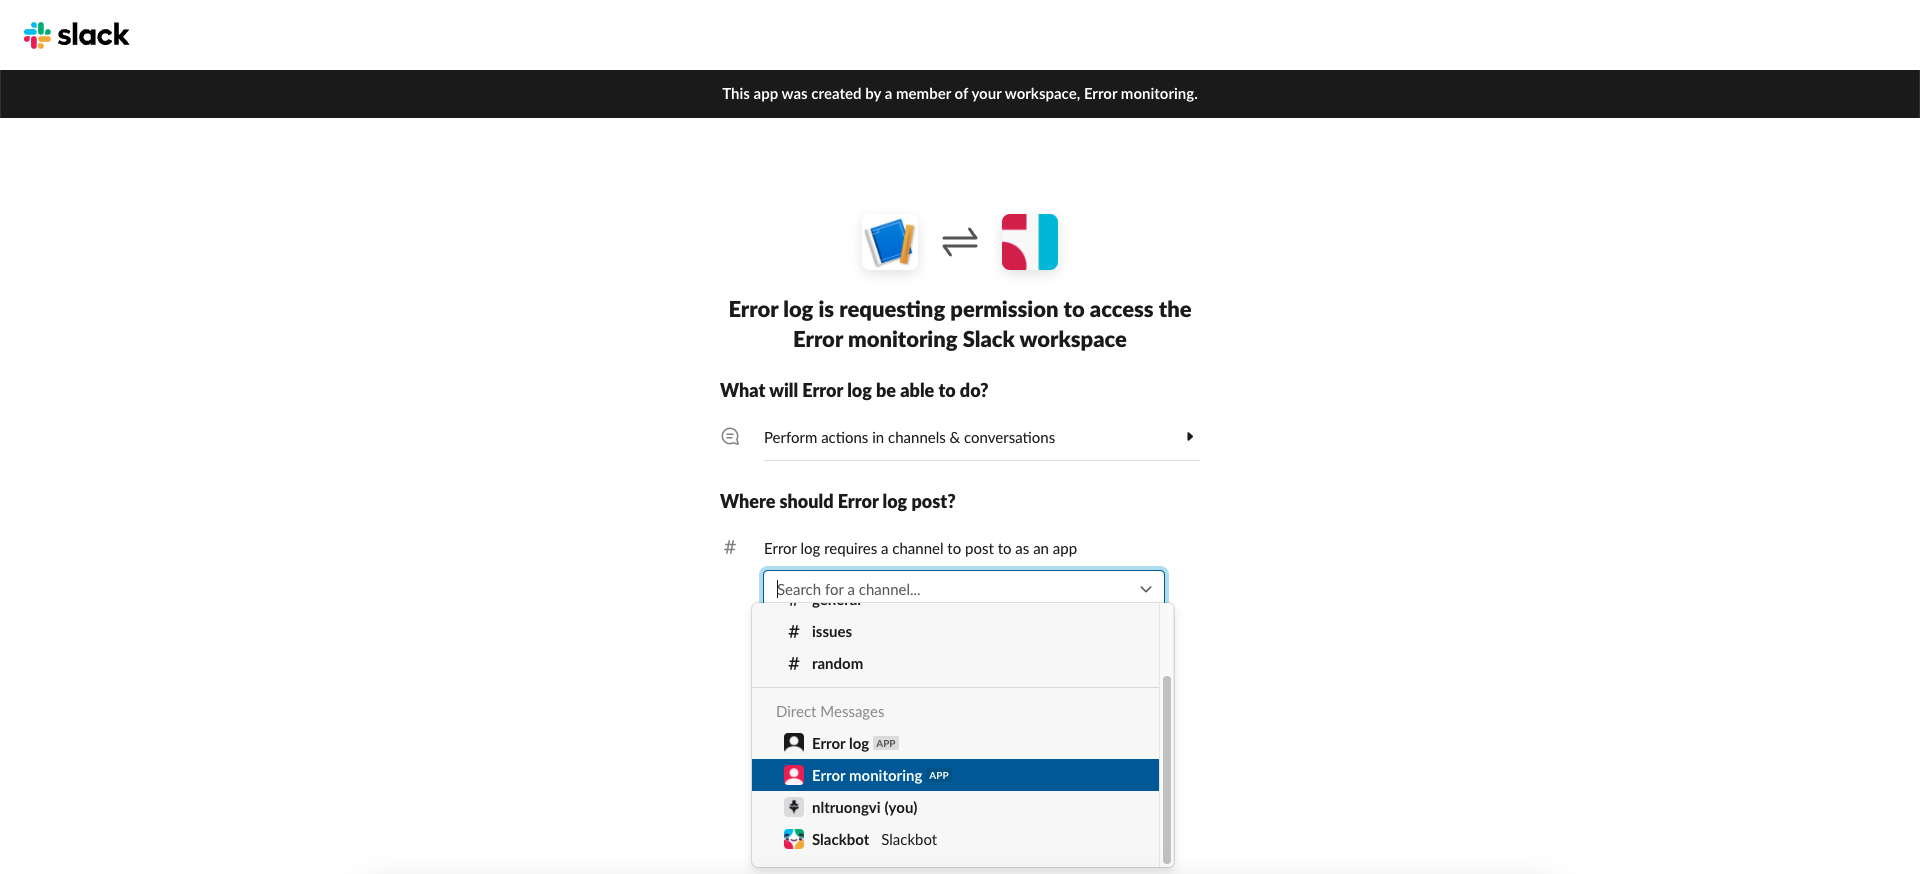 slack
This app was created by a member of your workspace, Error monitoring.
Error log is requesting permission to access the
Error monitoring Slack workspace
What will Error log be able to do?
Perform actions in channels & conversations
Where should Error log post?
# Error log requires a channel to post to as an app
Search for a channel...
# general
# issues
# random
Direct Messages
Error log APP
Error monitoring APP
nltruongvi (you)
Slackbot Slackbot